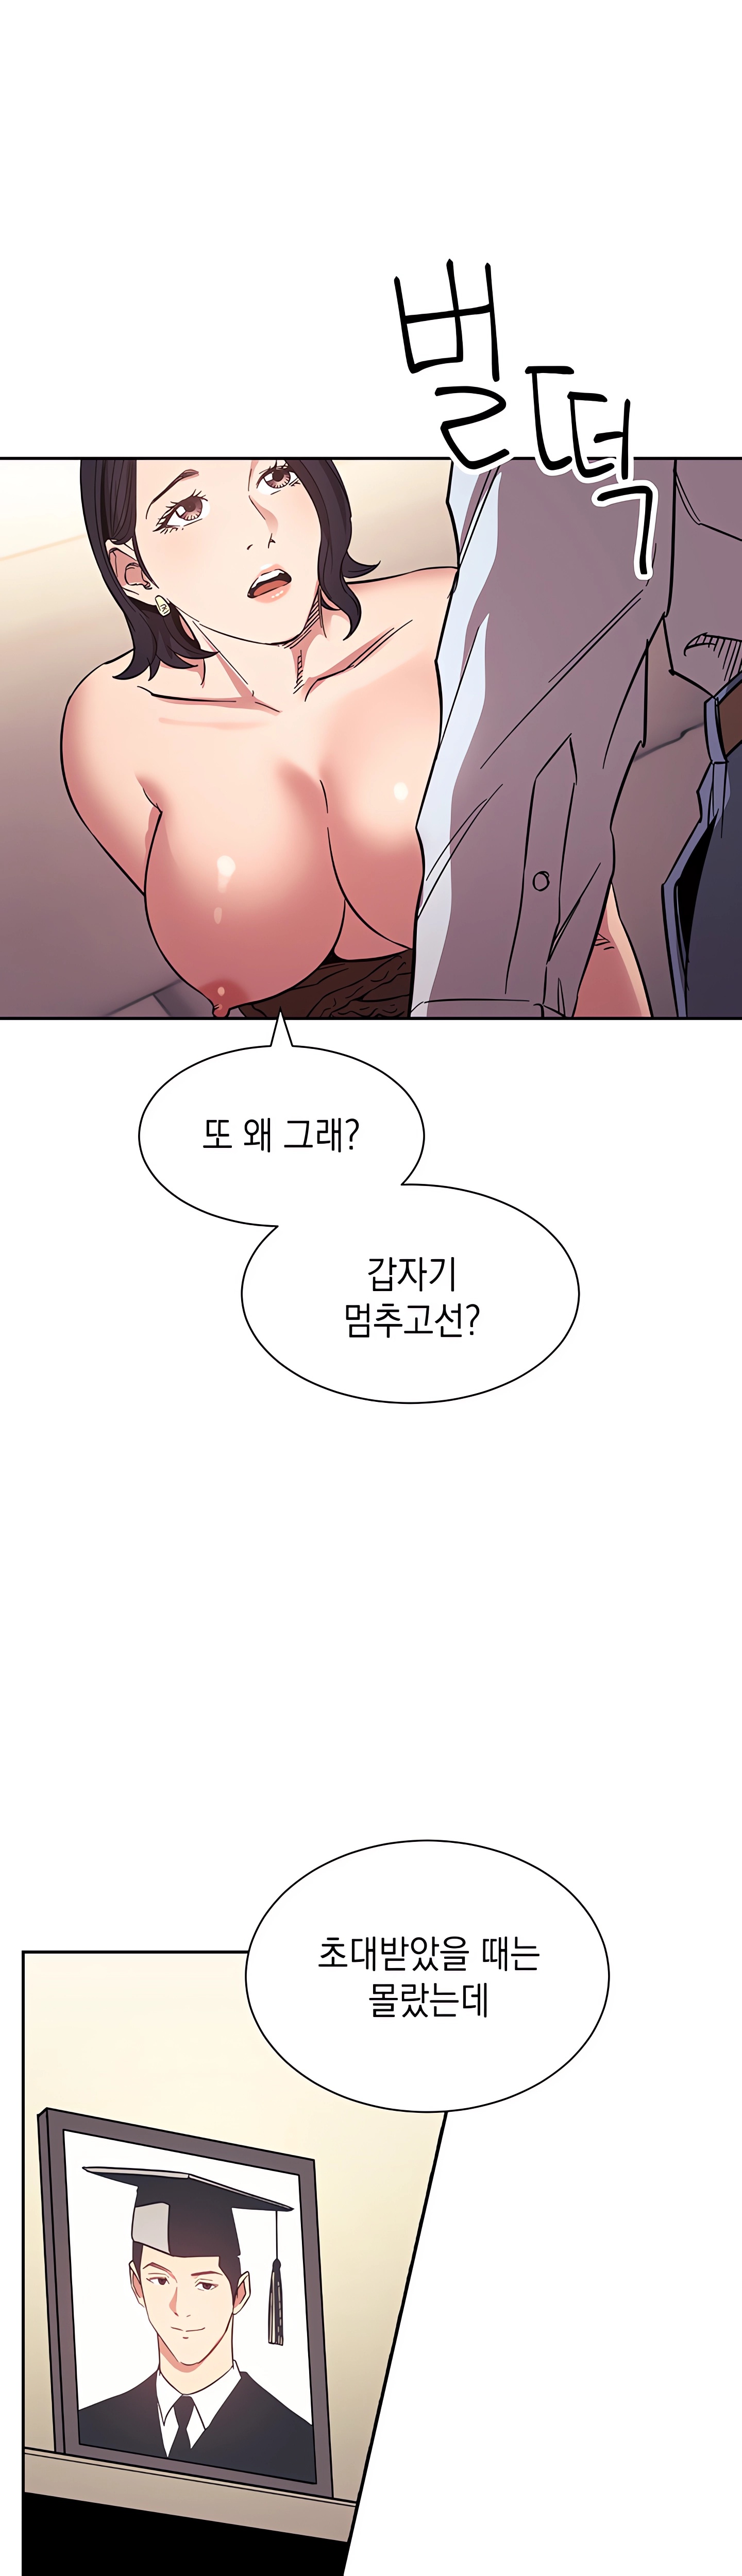 벌떡
또 왜 그래?
갑자기
멈추고선?
초대받았을 때는
몰랐는데